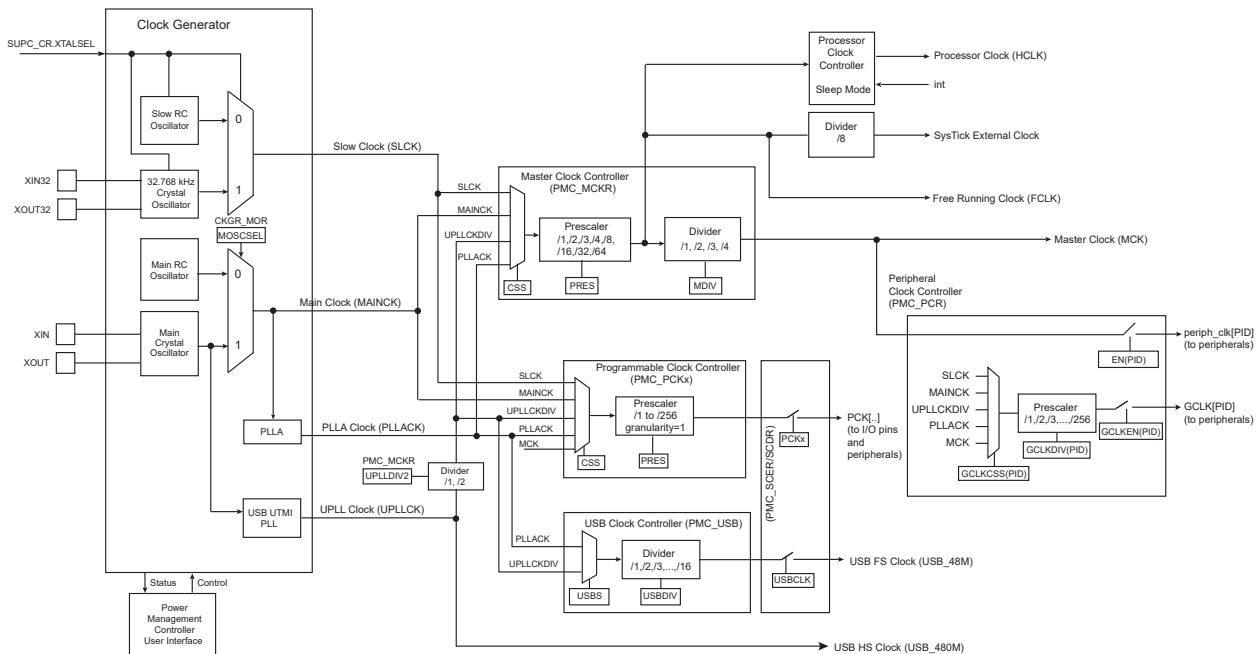 Clock Generator
SUPC_CR.XTALSEL
Slow RC
Oscillator
0
XIN32
XOUT32
32.768 kHz
Crystal
Oscillator
1
Slow Clock (SLCK)
CKGR_MOR
MOSCSEL
Main RC
Oscillator
0
XIN
XOUT
Main
Crystal
Oscillator
1
Main Clock (MAINCK)
PLLA
PLLA Clock (PLLACK)
PMC_MCKR
UPLLDIV2
Divider
/1, /2
USB UTMI
PLL
UPLL Clock (UPLLCK)
Status
Control
Power
Management
Controller
User Interface
Master Clock Controller
(PMC_MCKR)
SLCK
MAINCK
UPLLCKDIV
PLLACK
CSS
Prescaler
/1,/2,/3,/4,/8,
/16,/32,/64
PRES
Divider
/1, /2, /3, /4
MDIV
Processor
Clock
Controller
Sleep Mode
Processor Clock (HCLK)
int
Divider
/8
SysTick External Clock
Free Running Clock (FCLK)
Master Clock (MCK)
Programmable Clock Controller
(PMC_PCKx)
SLCK
MAINCK
UPLLCKDIV
PLLACK
MCK
CSS
Prescaler
/1 to /256
granularity=1
PRES
(PMC_SCER/SCDR)
PCKx
PCK[..]
(to I/O pins
and
peripherals)
USB Clock Controller (PMC_USB)
PLLACK
UPLLCKDIV
USBS
Divider
/1,/2,/3,...,/16
USBDIV
USBCLK
USB FS Clock (USB_48M)
USB HS Clock (USB_480M)
Peripheral
Clock Controller
(PMC_PCR)
EN(PID)
periph_clk[PID]
(to peripherals)
SLCK
MAINCK
UPLLCKDIV
PLLACK
MCK
GCLKCSS(PID)
Prescaler
/1,/2,/3,...,/256
GCLKDIV(PID)
GCLKEN(PID)
GCLK[PID]
(to peripherals)